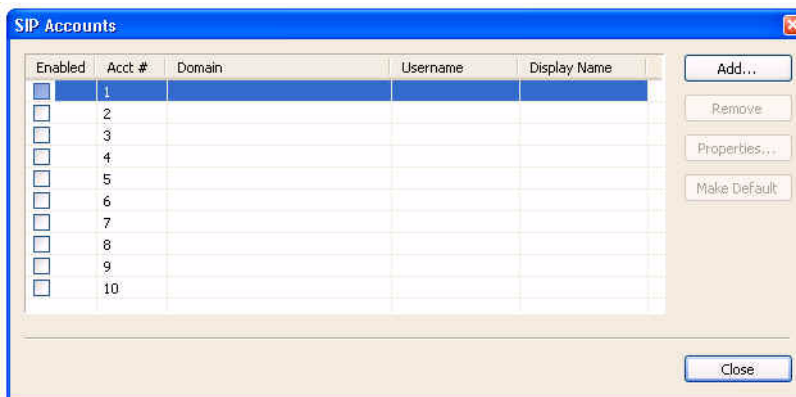 SIP Accounts
Enabled Acct # Domain Username Display Name
1
2
3
4
5
6
7
8
9
10
Add...
Remove
Properties...
Make Default
Close